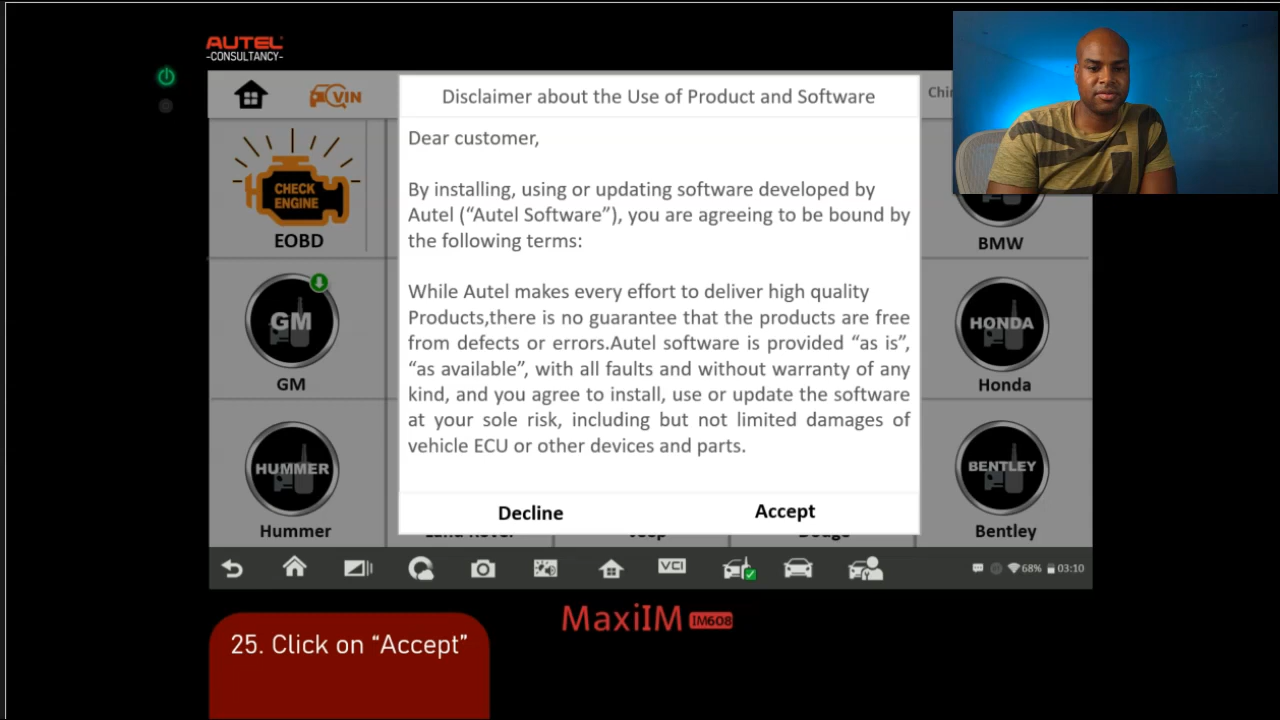 AUTEL
-CONSULTANCY-
VIN
Disclaimer about the Use of Product and Software
Chi
Dear customer,
By installing, using or updating software developed by
Autel (“Autel Software”), you are agreeing to be bound by
the following terms:
While Autel makes every effort to deliver high quality
Products,there is no guarantee that the products are free
from defects or errors.Autel software is provided “as is”,
“as available”, with all faults and without warranty of any
kind, and you agree to install, use or update the software
at your sole risk, including but not limited damages of
vehicle ECU or other devices and parts.
Decline
Accept
CHECK
ENGINE
EOBD
BMW
GM
GM
HONDA
Honda
HUMMER
Hummer
Land Rover
Jeep
Dodge
BENTLEY
Bentley
VCI
68%
03:10
MaxiIM IM608
25. Click on “Accept”